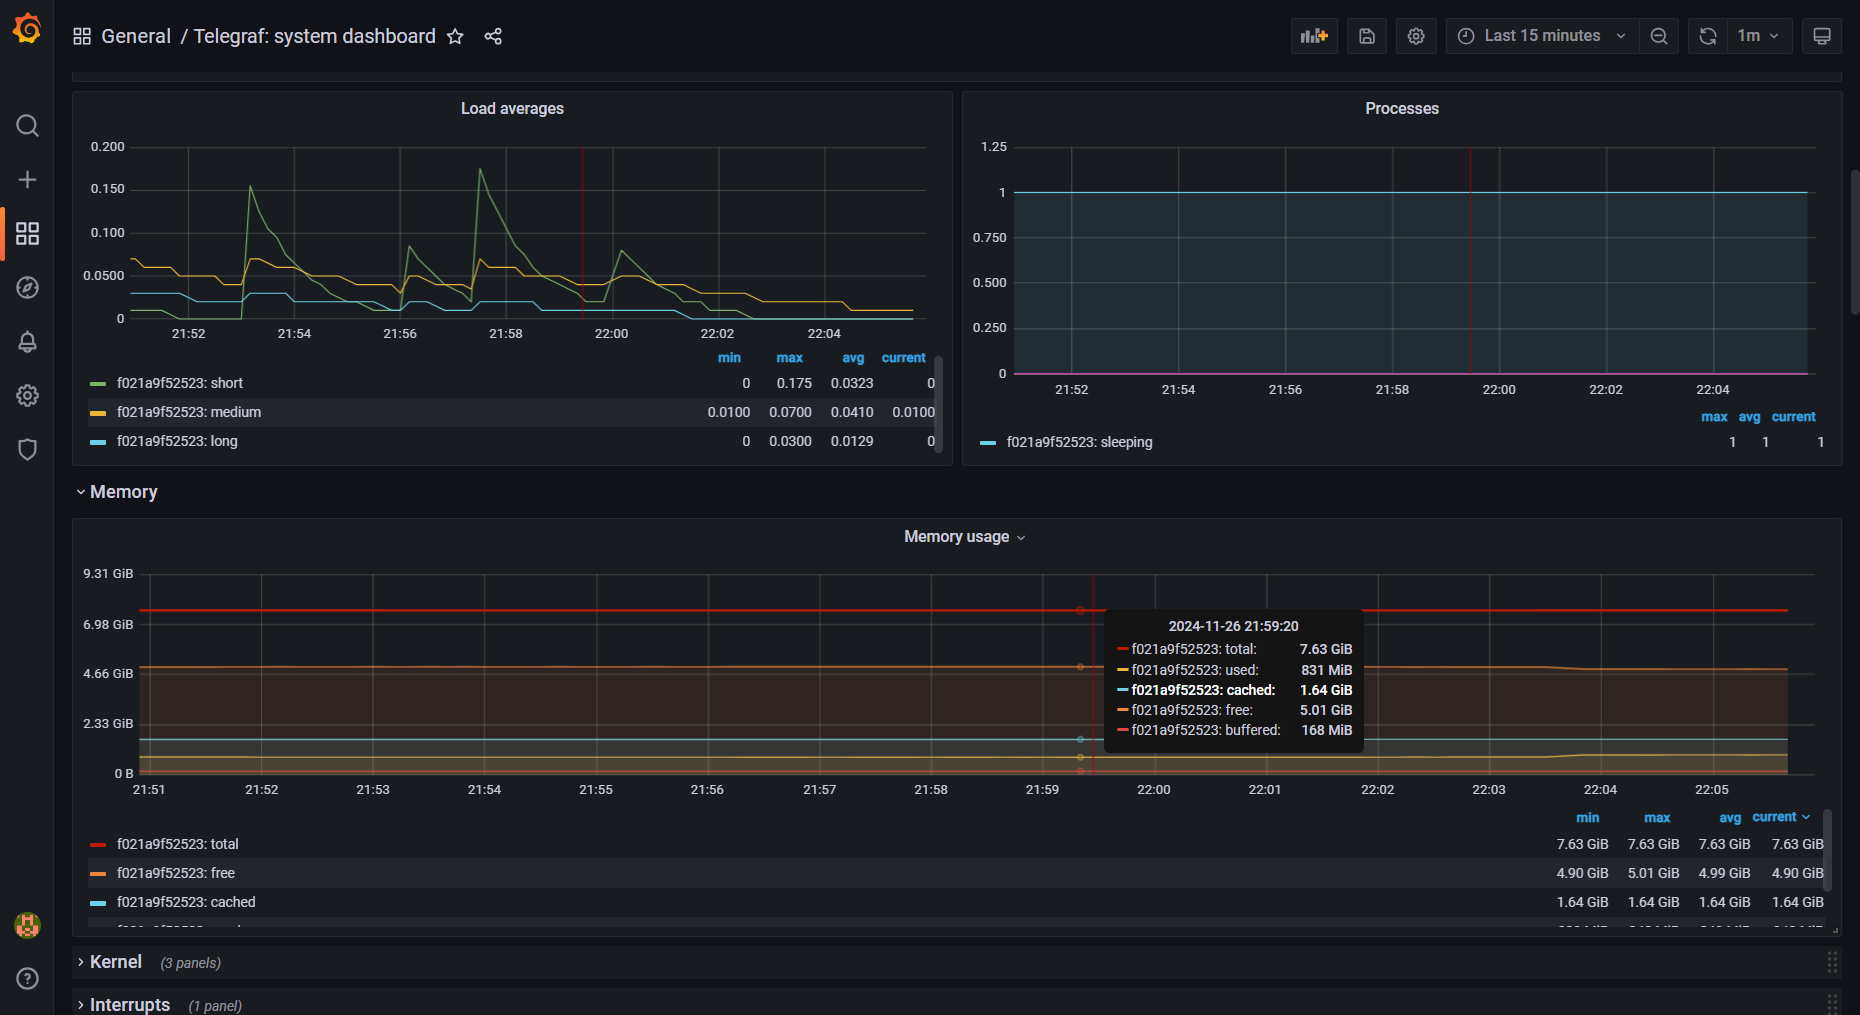 General / Telegraf: system dashboard
Last 15 minutes
1m
Load averages
0.200
0.150
0.100
0.0500
0
21:52 21:54 21:56 21:58 22:00 22:02 22:04
min max avg current
f021a9f52523: short 0 0.175 0.0323 0
f021a9f52523: medium 0.0100 0.0700 0.0410 0.0100
f021a9f52523: long 0 0.0300 0.0129 0
Processes
1.25
1
0.750
0.500
0.250
0
21:52 21:54 21:56 21:58 22:00 22:02 22:04
max avg current
f021a9f52523: sleeping 1 1 1
Memory
Memory usage
9.31 GiB
6.98 GiB
4.66 GiB
2.33 GiB
0 B
2024-11-26 21:59:20
f021a9f52523: total: 7.63 GiB
f021a9f52523: used: 831 MiB
f021a9f52523: cached: 1.64 GiB
f021a9f52523: free: 5.01 GiB
f021a9f52523: buffered: 168 MiB
21:51 21:52 21:53 21:54 21:55 21:56 21:57 21:58 21:59 22:00 22:01 22:02 22:03 22:04 22:05
min max avg current
f021a9f52523: total 7.63 GiB 7.63 GiB 7.63 GiB 7.63 GiB
f021a9f52523: free 4.90 GiB 5.01 GiB 4.99 GiB 4.90 GiB
f021a9f52523: cached 1.64 GiB 1.64 GiB 1.64 GiB 1.64 GiB
Kernel (3 panels)
Interrupts (1 panel)